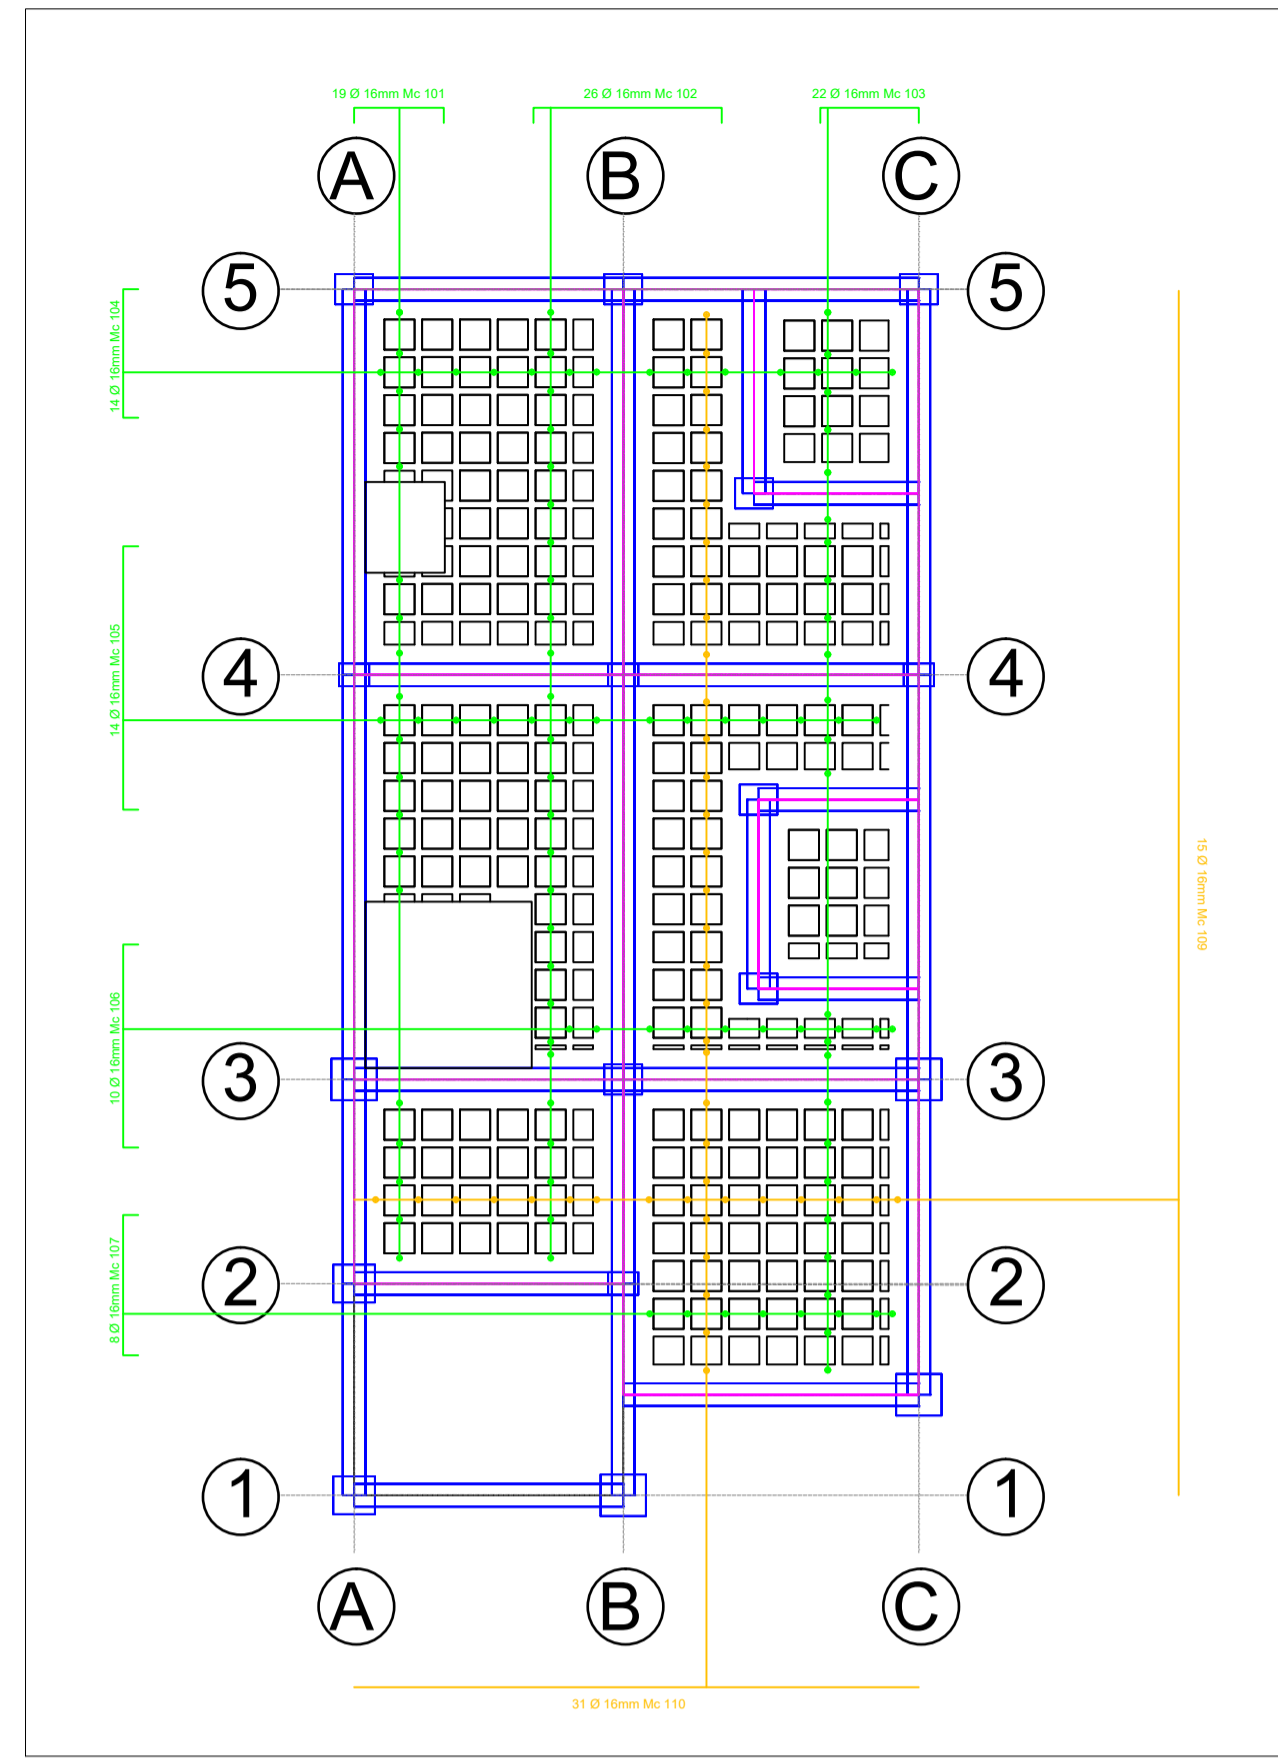 19 Ø 16mm Mc 101
26 Ø 16mm Mc 102
22 Ø 16mm Mc 103
A
B
C
5
5
14 Ø 16mm Mc 104
14 Ø 16mm Mc 105
4
4
15 Ø 16mm Mc 109
10 Ø 16mm Mc 106
3
3
8 Ø 16mm Mc 107
2
2
1
1
A
B
C
31 Ø 16mm Mc 110